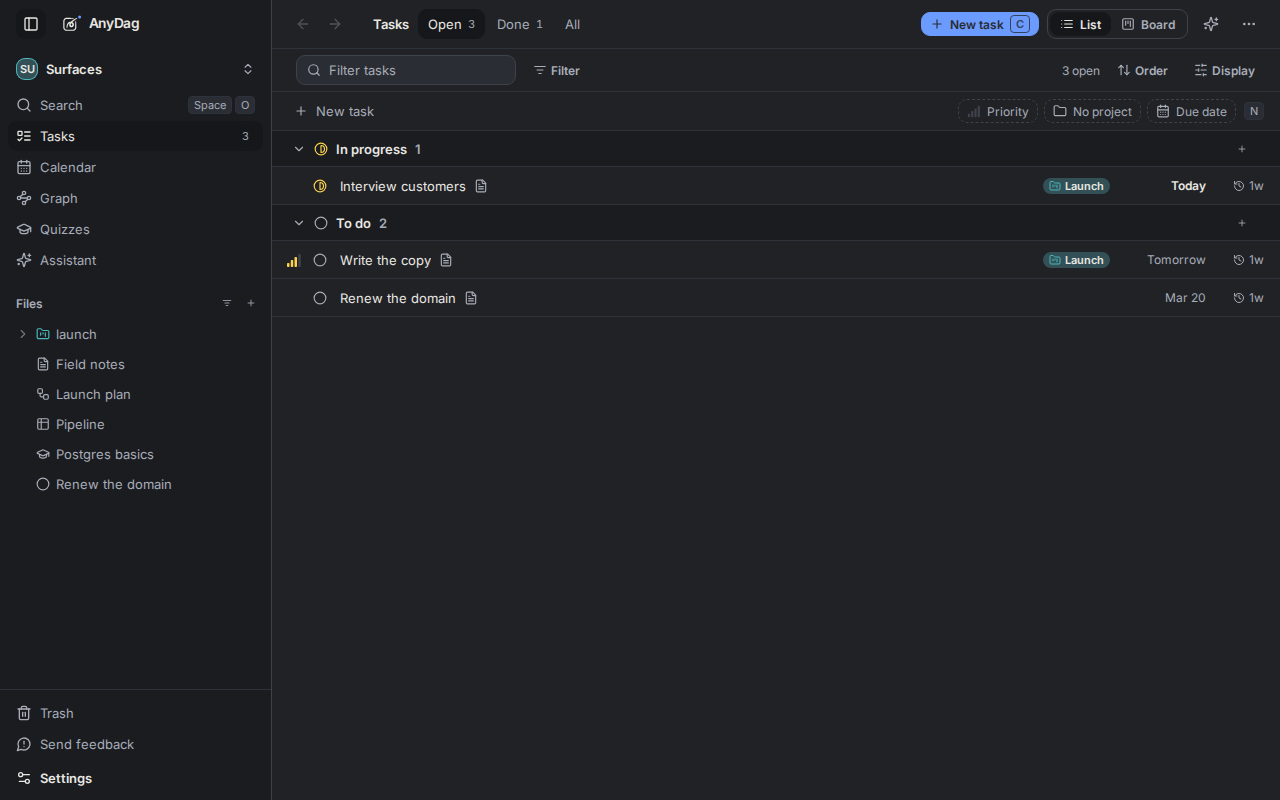 AnyDag
SU Surfaces
Search Space O
Tasks 3
Calendar
Graph
Quizzes
Assistant
Files
launch
Field notes
Launch plan
Pipeline
Postgres basics
Renew the domain
Trash
Send feedback
Settings
Tasks Open 3 Done 1 All New task C List Board
Filter tasks Filter 3 open Order Display
New task Priority No project Due date N
In progress 1
Interview customers Launch Today 1w
To do 2
Write the copy Launch Tomorrow 1w
Renew the domain Mar 20 1w